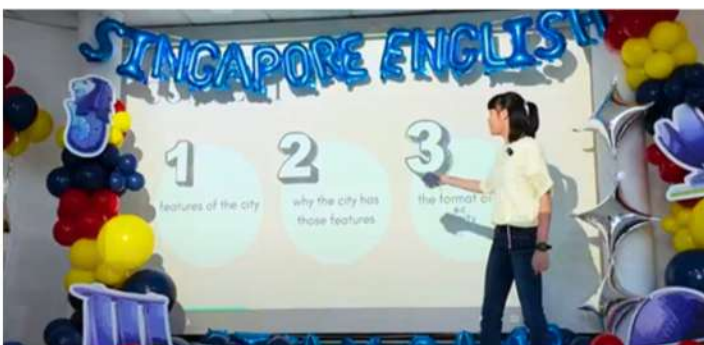 SINGAPORE ENGLISH
1
features of the city
2
why the city has
those features
3
the format of